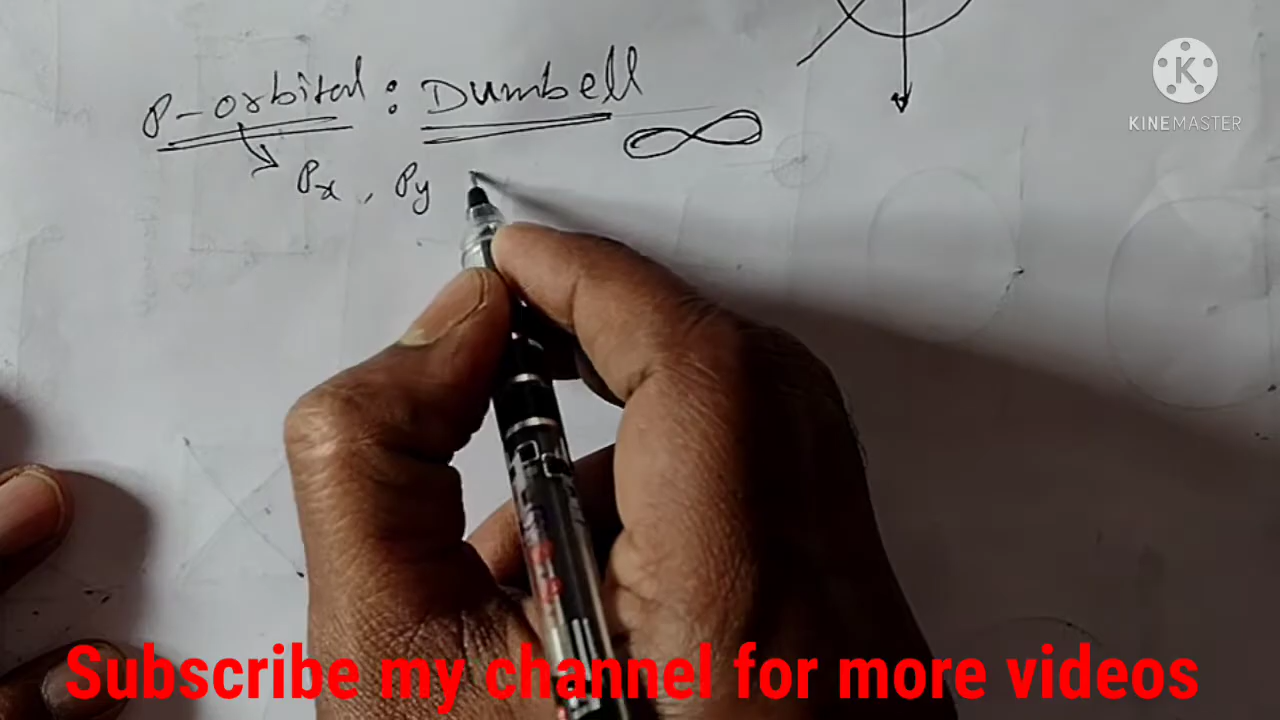 P-orbital : Dumbell
Px , Py
K
KINEMASTER
Subscribe my channel for more videos